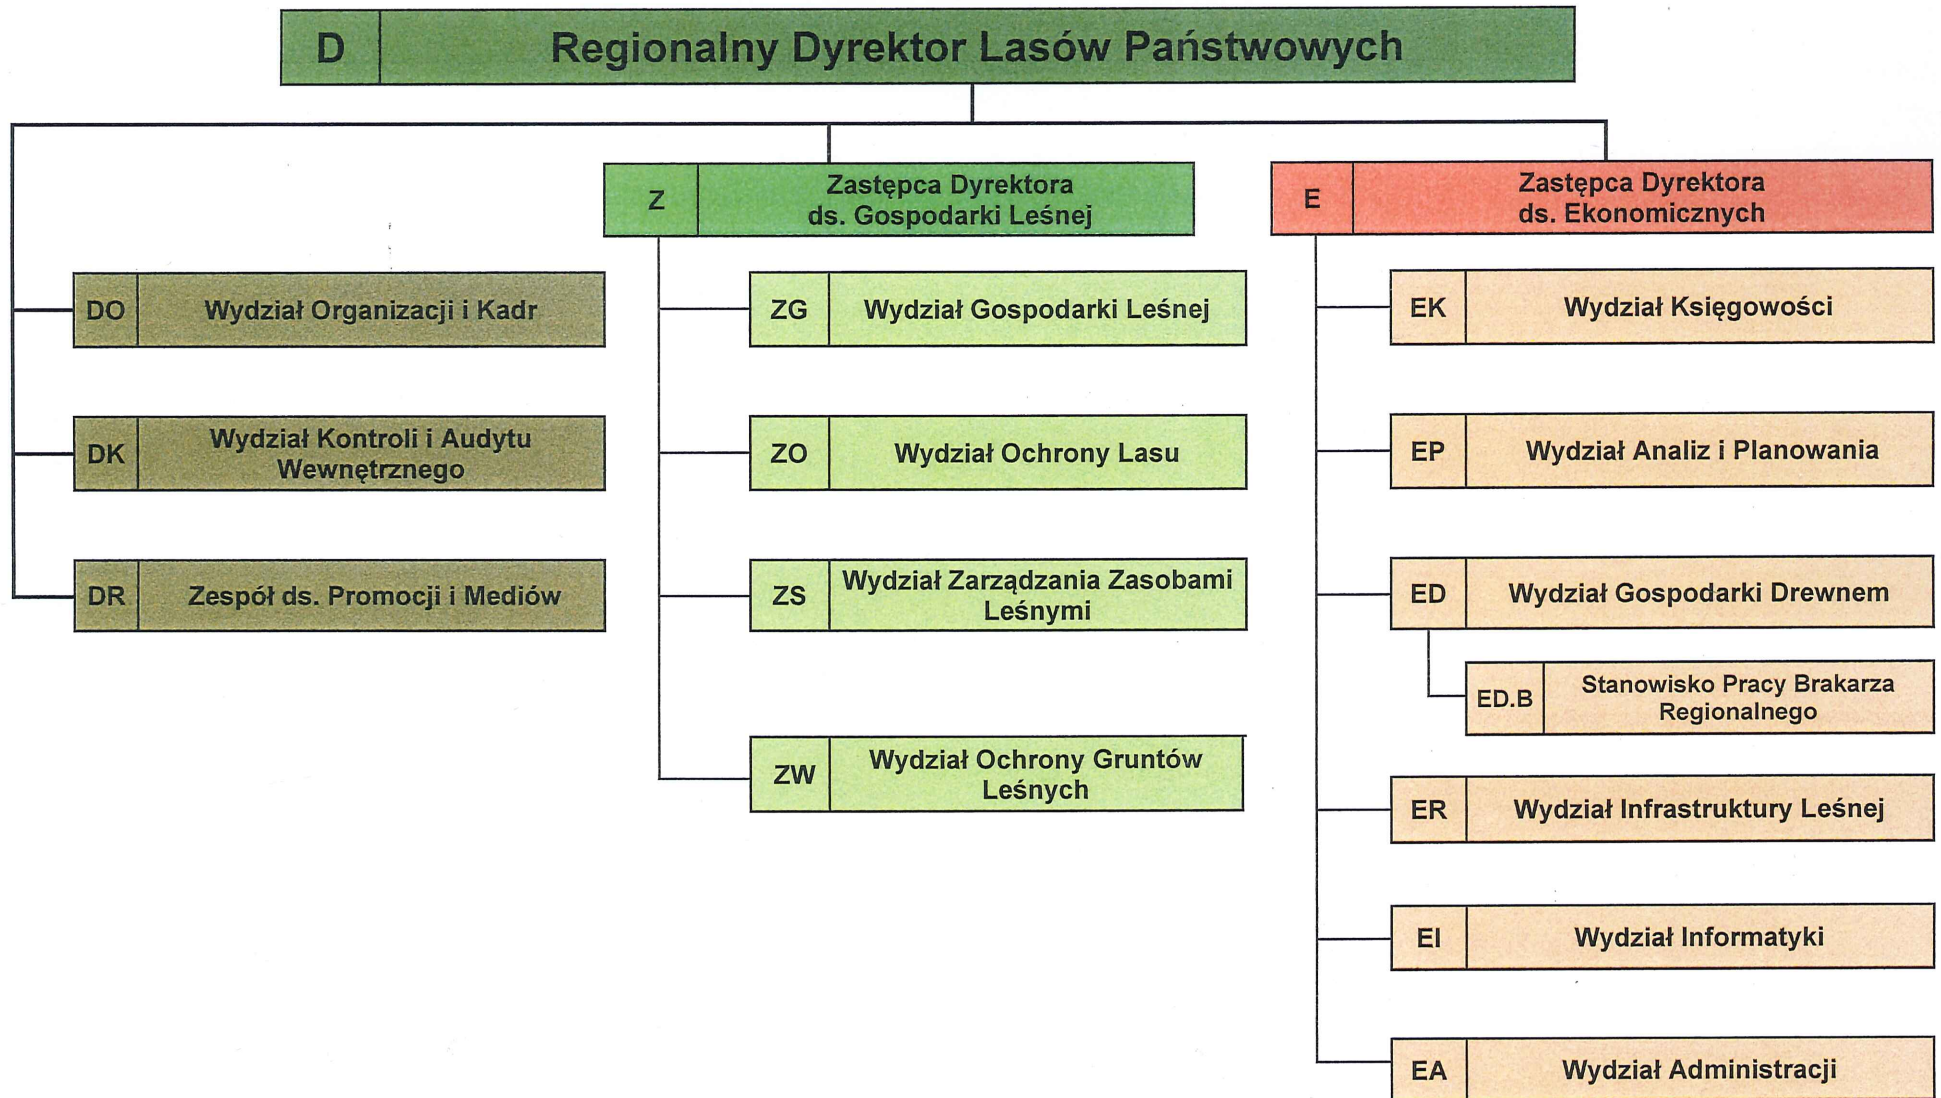 D Regionalny Dyrektor Lasów Państwowych
Z Zastępca Dyrektora
ds. Gospodarki Leśnej
E Zastępca Dyrektora
ds. Ekonomicznych
DO Wydział Organizacji i Kadr
DK Wydział Kontroli i Audytu
Wewnętrznego
DR Zespół ds. Promocji i Mediów
ZG Wydział Gospodarki Leśnej
ZO Wydział Ochrony Lasu
ZS Wydział Zarządzania Zasobami
Leśnymi
ZW Wydział Ochrony Gruntów
Leśnych
EK Wydział Księgowości
EP Wydział Analiz i Planowania
ED Wydział Gospodarki Drewnem
ED.B Stanowisko Pracy Brakarza
Regionalnego
ER Wydział Infrastruktury Leśnej
EI Wydział Informatyki
EA Wydział Administracji